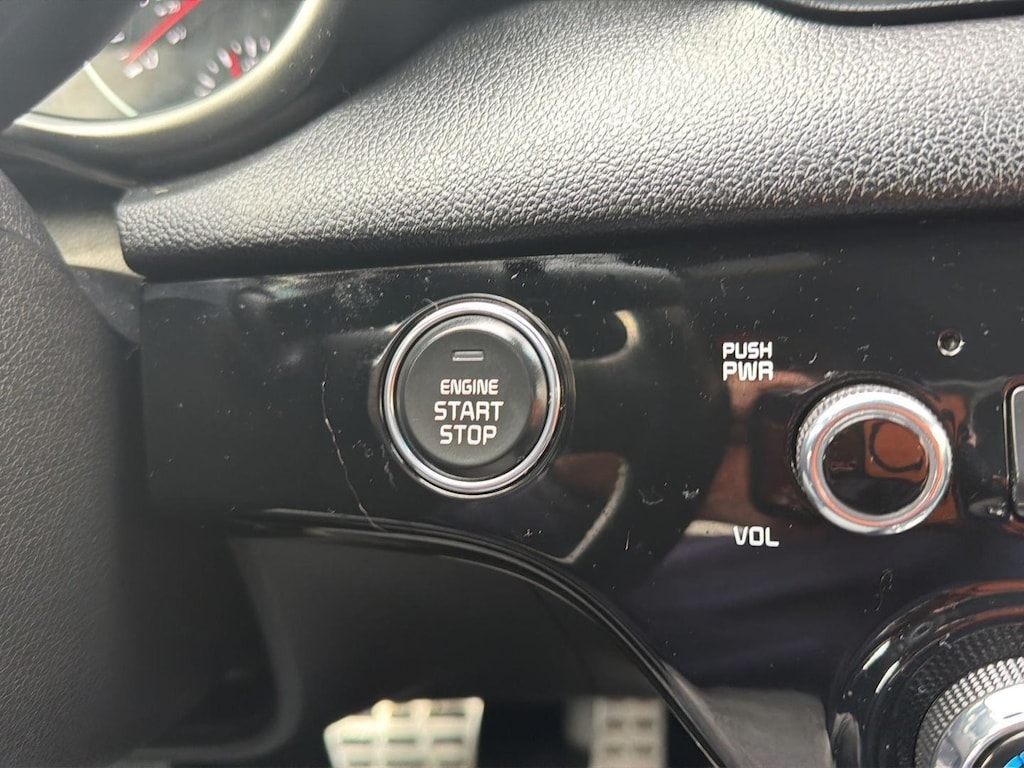 ENGINE
START
STOP
PUSH
PWR
VOL